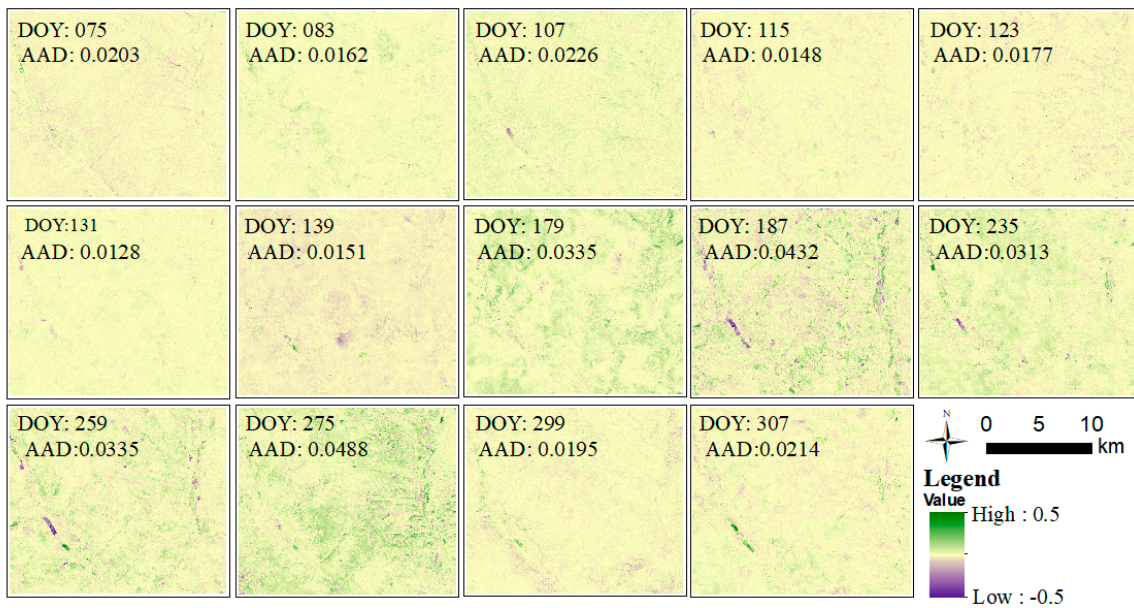 DOY: 075
AAD: 0.0203
DOY: 083
AAD: 0.0162
DOY: 107
AAD: 0.0226
DOY: 115
AAD: 0.0148
DOY: 123
AAD: 0.0177
DOY:131
AAD: 0.0128
DOY: 139
AAD: 0.0151
DOY: 179
AAD: 0.0335
DOY: 187
AAD:0.0432
DOY: 235
AAD:0.0313
DOY: 259
AAD:0.0335
DOY: 275
AAD: 0.0488
DOY: 299
AAD: 0.0195
DOY: 307
AAD:0.0214
N
0 5 10
km
Legend
Value
High : 0.5
Low : -0.5